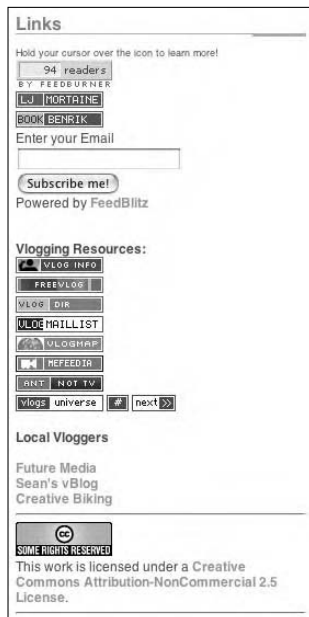 Links
Hold your cursor over the icon to learn more!
94 readers
BY FEEDBURNER
LJ MORTAINE
BOOK BENRIK
Enter your Email
Subscribe me!
Powered by FeedBlitz
Vlogging Resources:
VLOG INFO
FREEVLOG
VLOG DIR
VLOG MAILLIST
VLOGMAP
MEFEEDIA
ANT NOT TV
vlogs universe # next >>
Local Vloggers
Future Media
Sean's vBlog
Creative Biking
cc
SOME RIGHTS RESERVED
This work is licensed under a Creative
Commons Attribution-NonCommercial 2.5
License.